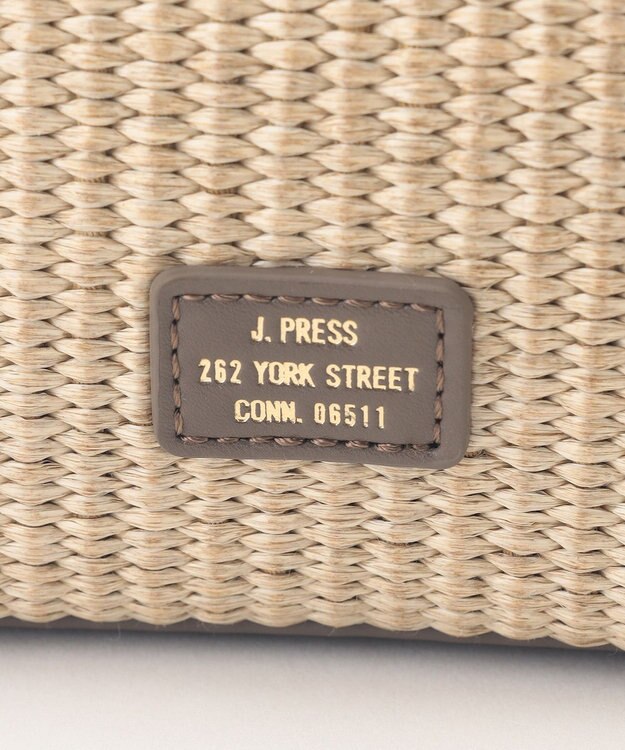 J. PRESS
262 YORK STREET
CONN. 06511